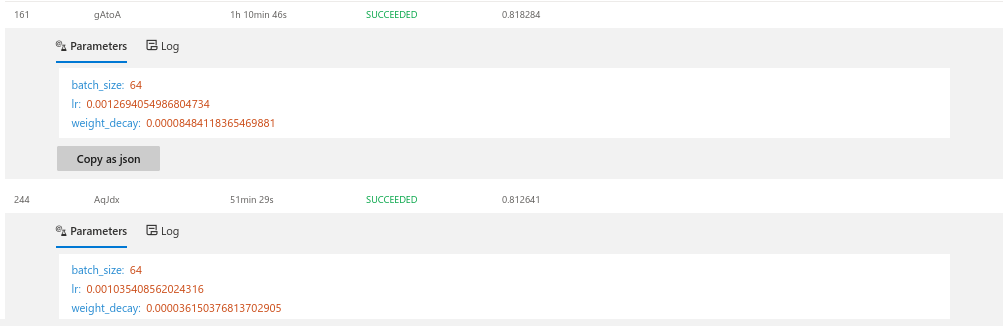 161 gAtoA 1h 10min 46s SUCCEEDED 0.818284
Parameters Log
batch_size: 64
lr: 0.0012694054986804734
weight_decay: 0.00008484118365469881
Copy as json
244 AqJdx 51min 29s SUCCEEDED 0.812641
Parameters Log
batch_size: 64
lr: 0.001035408562024316
weight_decay: 0.000036150376813702905